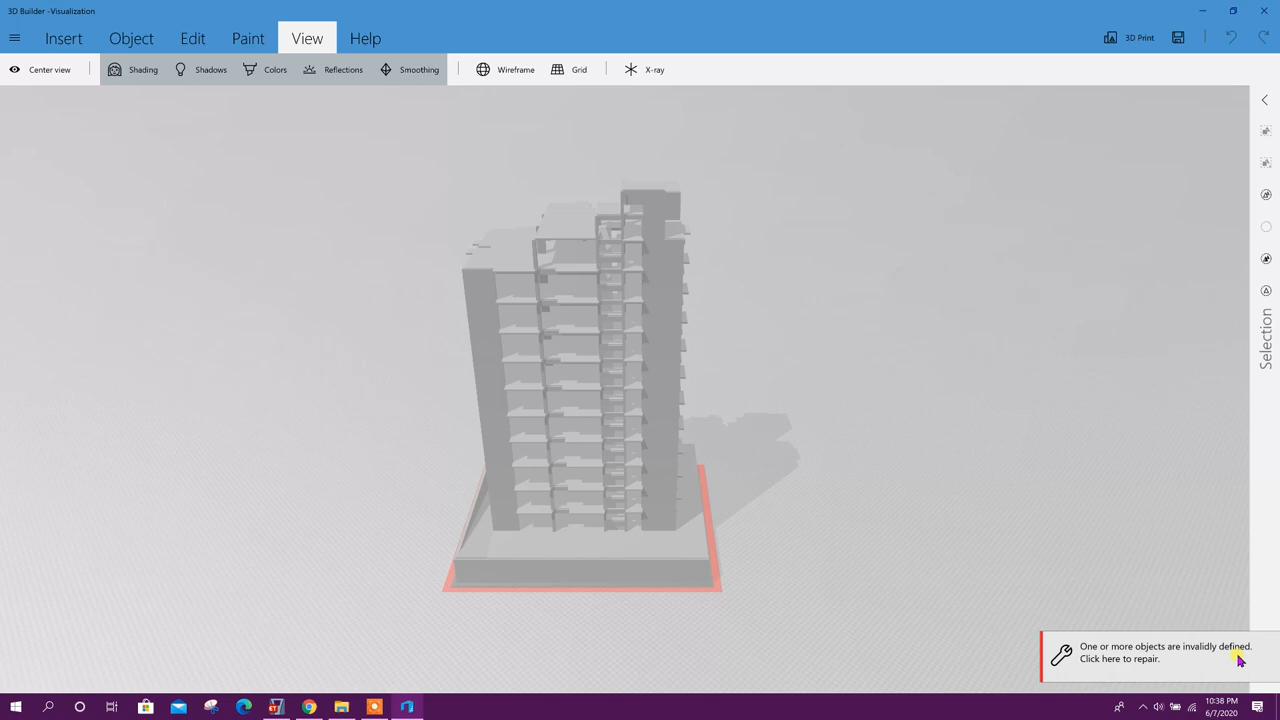 3D Builder -Visualization
Insert
Object
Edit
Paint
View
Help
3D Print
Center view
Shading
Shadows
Colors
Reflections
Smoothing
Wireframe
Grid
X-ray
Selection
One or more objects are invalidly defined.
Click here to repair.
10:38 PM
6/7/2020